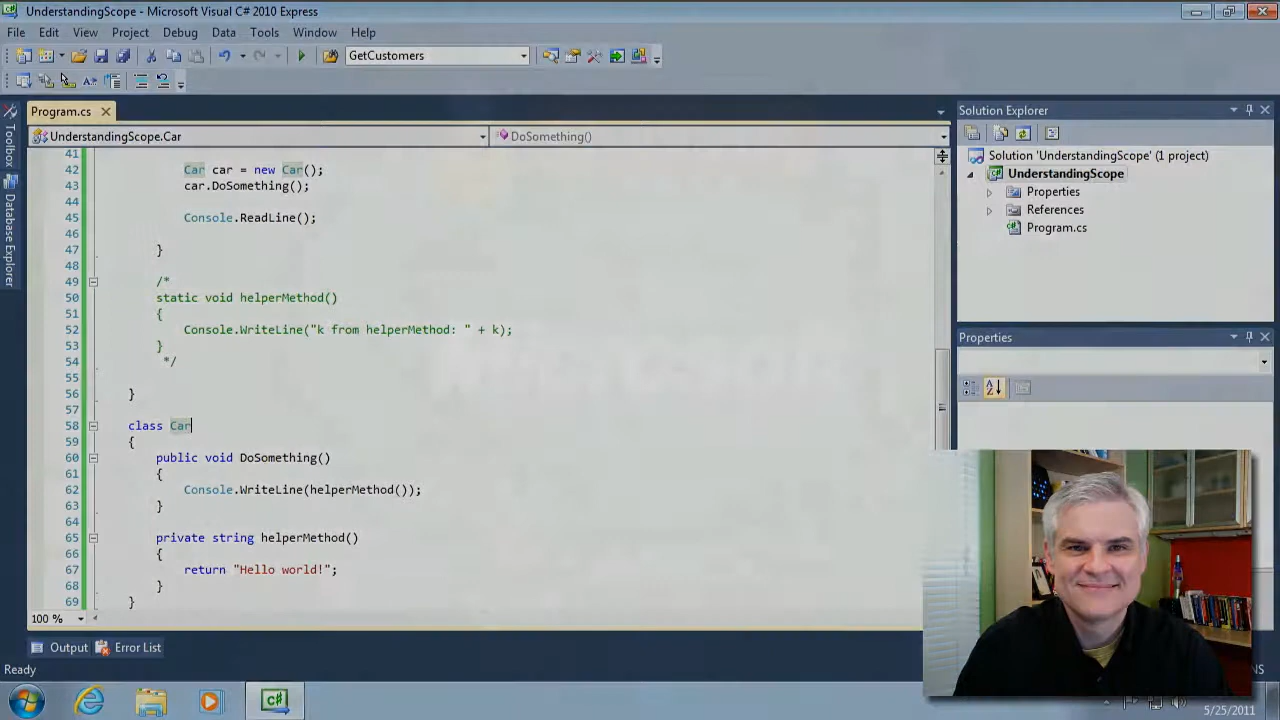 UnderstandingScope - Microsoft Visual C# 2010 Express
File Edit View Project Debug Data Tools Window Help
GetCustomers
Program.cs
UnderstandingScope.Car
DoSomething()
Toolbox
Database Explorer
41
42 Car car = new Car();
43 car.DoSomething();
44
45 Console.ReadLine();
46
47 }
48
49 /*
50 static void helperMethod()
51 {
52 Console.WriteLine("k from helperMethod: " + k);
53 }
54 */
55
56 }
57
58 class Car
59 {
60 public void DoSomething()
61 {
62 Console.WriteLine(helperMethod());
63 }
64
65 private string helperMethod()
66 {
67 return "Hello world!";
68 }
69 }
100 %
Solution Explorer
Solution 'UnderstandingScope' (1 project)
UnderstandingScope
Properties
References
Program.cs
Properties
Output
Error List
Ready
NS
C#
5/25/2011